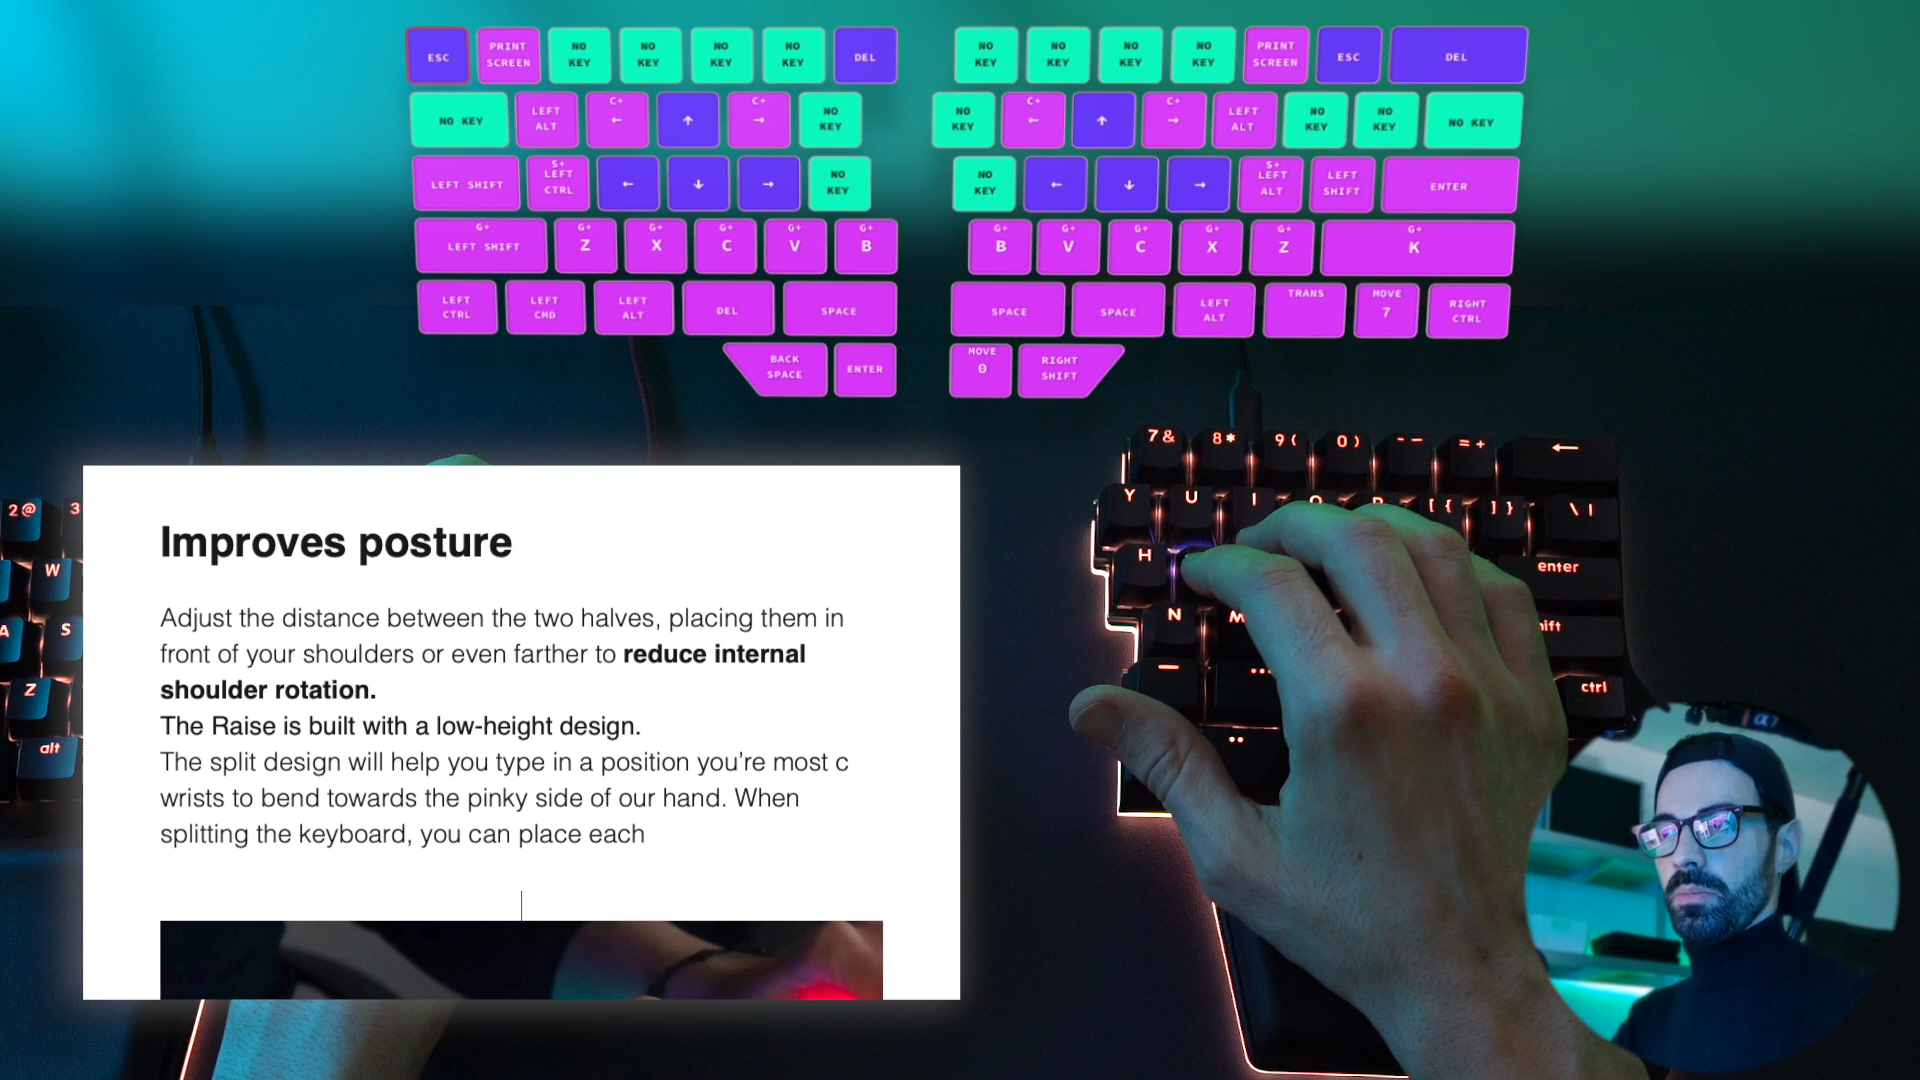 ESC PRINT SCREEN NO KEY NO KEY NO KEY NO KEY DEL NO KEY NO KEY NO KEY NO KEY PRINT SCREEN ESC DEL
NO KEY LEFT ALT C+ ← ↑ C+ → NO KEY NO KEY C+ ← ↑ C+ → LEFT ALT NO KEY NO KEY NO KEY
LEFT SHIFT S+ LEFT CTRL ← ↓ → NO KEY NO KEY ← ↓ → S+ LEFT ALT LEFT SHIFT ENTER
G+ LEFT SHIFT G+ Z G+ X G+ C G+ V G+ B G+ B G+ V G+ C G+ X G+ Z G+ K
LEFT CTRL LEFT CMD LEFT ALT DEL SPACE SPACE SPACE LEFT ALT TRANS MOVE 7 RIGHT CTRL
BACK SPACE ENTER MOVE 0 RIGHT SHIFT
7& 8* 9( 0) - – = + ←
Y U I [ { ] } \ |
H enter
N M
ctrl
2@ 3
W
A S
Z
alt
Improves posture
Adjust the distance between the two halves, placing them in
front of your shoulders or even farther to reduce internal
shoulder rotation.
The Raise is built with a low-height design.
The split design will help you type in a position you're most c
wrists to bend towards the pinky side of our hand. When
splitting the keyboard, you can place each
α7